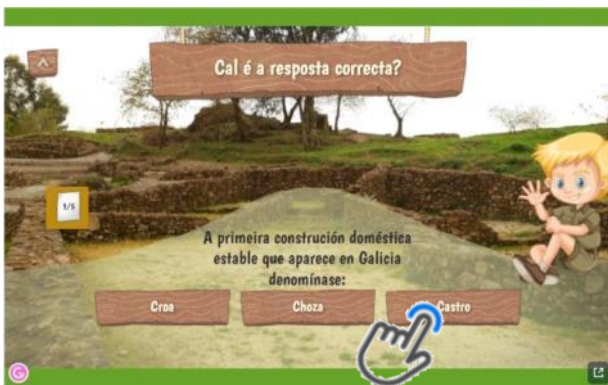 Cal é a resposta correcta?
1/5
A primeira construción doméstica
estable que aparece en Galicia
denomínase:
Croa
Choza
Castro